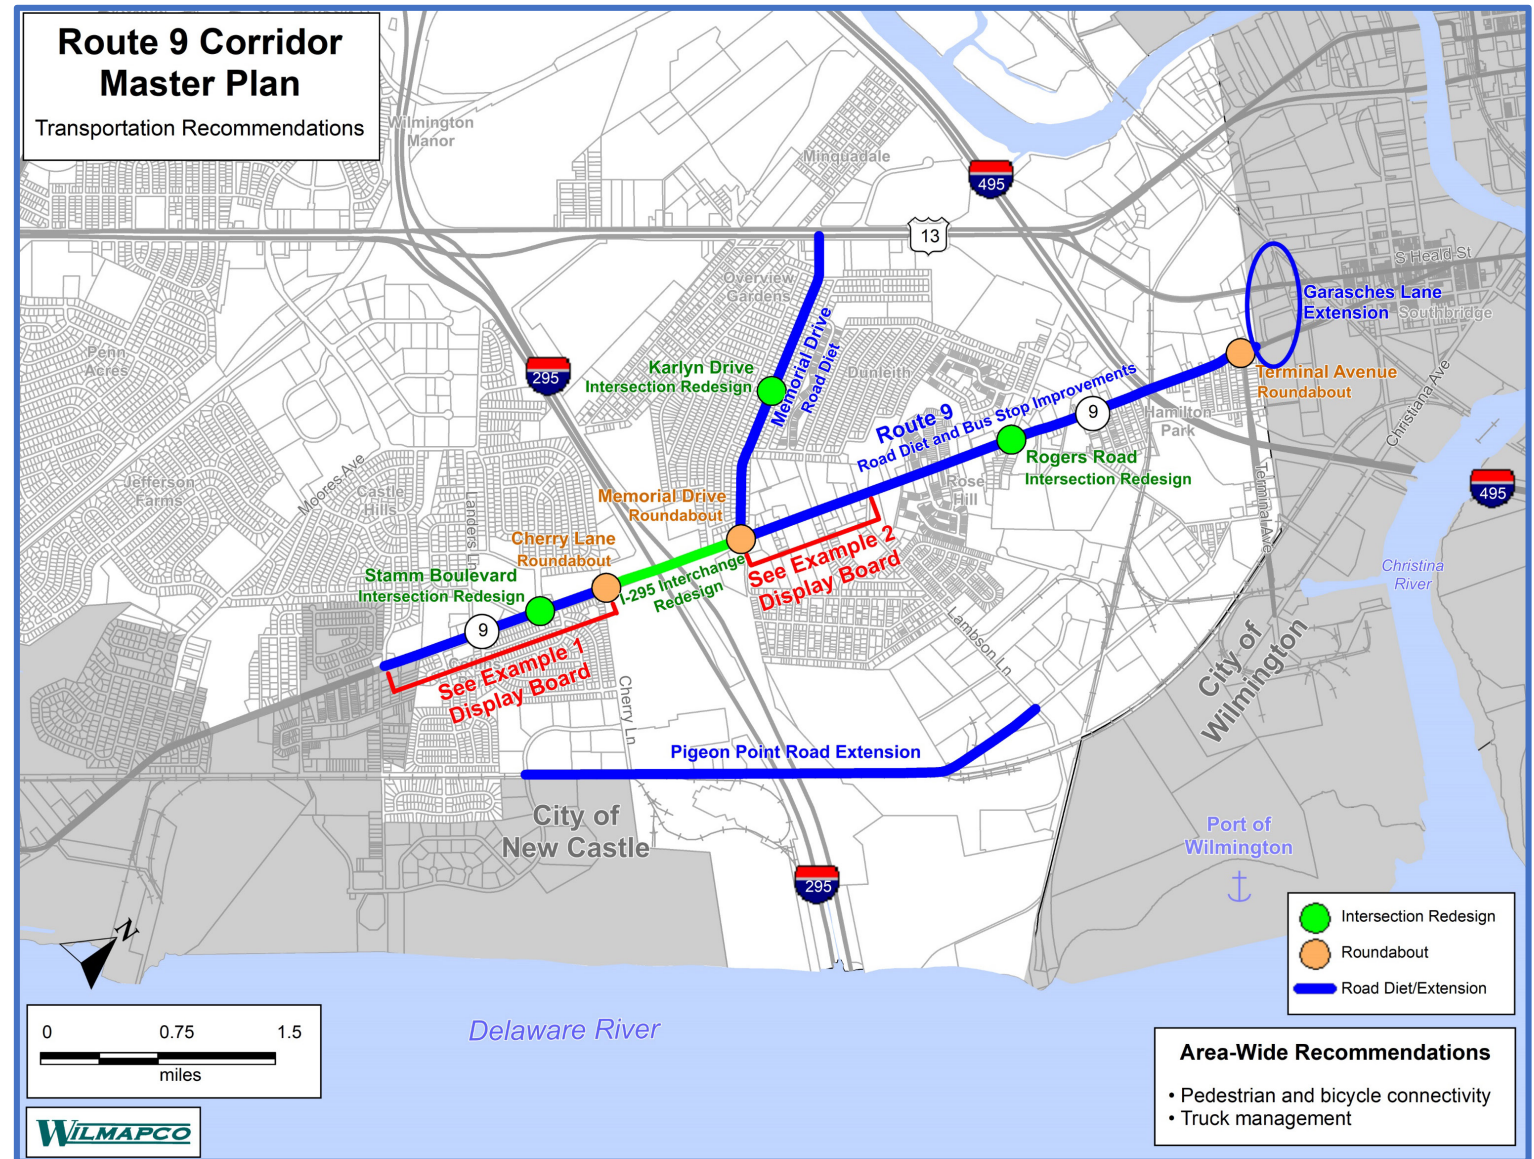 Route 9 Corridor
Master Plan
Transportation Recommendations
Wilmington
Manor
Minquadale
495
13
S Heald St
Overview
Gardens
Garasches Lane
Extension
Southbridge
Penn
Acres
295
Karlyn Drive
Intersection Redesign
Memorial Drive
Road Diet
Dunleith
Terminal Avenue
Roundabout
Route 9
Road Diet and Bus Stop Improvements
9
Hamilton
Park
Christiana Ave
Rogers Road
Intersection Redesign
Jefferson
Farms
Moores Ave
Castle
Hills
Landers Ln
Rose
Hill
Terminal Ave
495
Memorial Drive
Roundabout
Cherry Lane
Roundabout
Stamm Boulevard
Intersection Redesign
I-295 Interchange
Redesign
See Example 2
Display Board
Christina
River
9
See Example 1
Display Board
Cherry Ln
Lambson Ln
City of
Wilmington
Pigeon Point Road Extension
City of
New Castle
Port of
Wilmington
295
N
Intersection Redesign
Roundabout
Road Diet/Extension
0 0.75 1.5
miles
Delaware River
Area-Wide Recommendations
• Pedestrian and bicycle connectivity
• Truck management
WILMAPCO